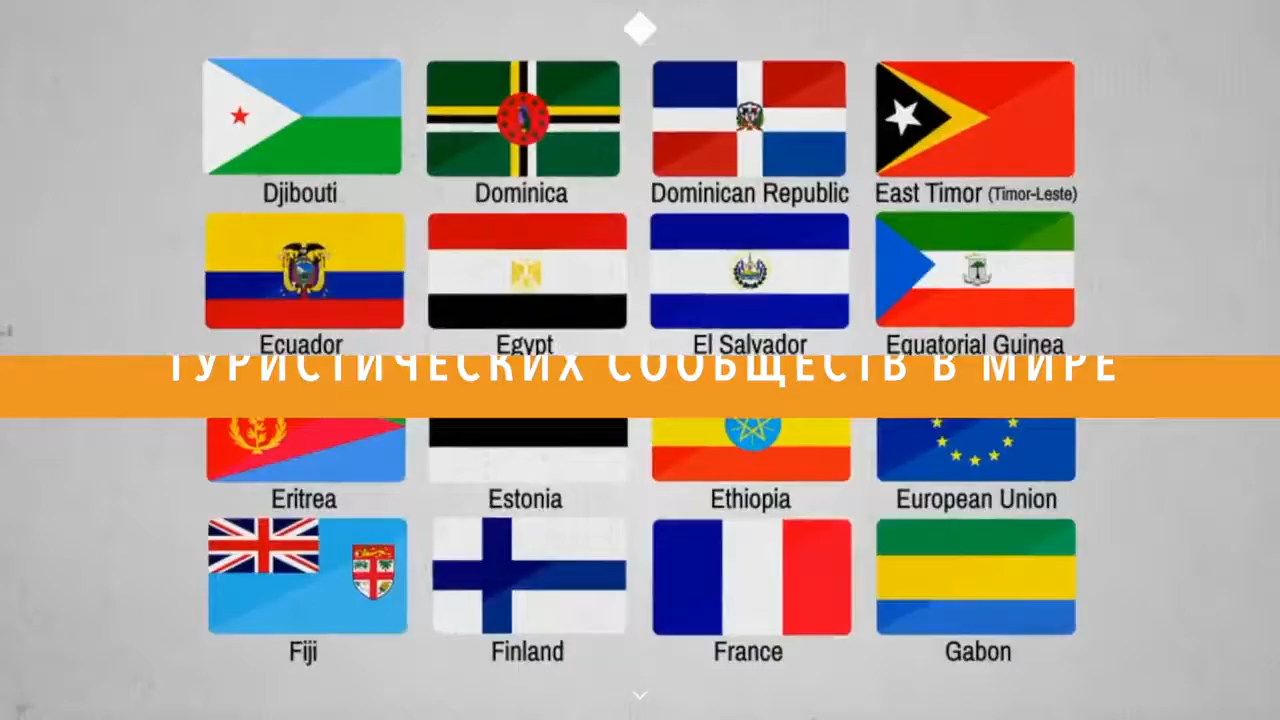 Djibouti Dominica Dominican Republic East Timor (Timor-Leste)
Ecuador Egypt El Salvador Equatorial Guinea
ТУРИСТИЧЕСКИХ СООБЩЕСТВ В МИРЕ
Eritrea Estonia Ethiopia European Union
Fiji Finland France Gabon